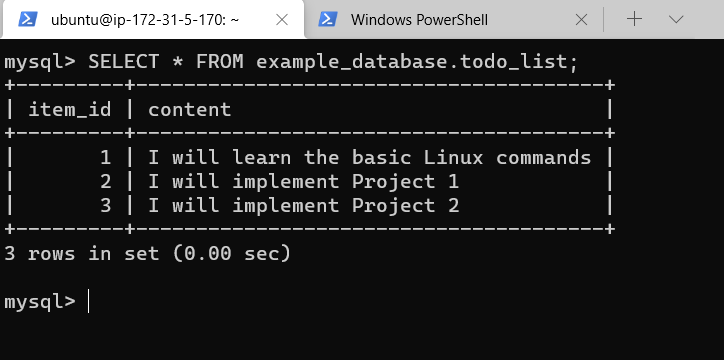 ubuntu@ip-172-31-5-170: ~ Windows PowerShell
mysql> SELECT * FROM example_database.todo_list;
+---------+----------------------------------------+
| item_id | content                                |
+---------+----------------------------------------+
|       1 | I will learn the basic Linux commands |
|       2 | I will implement Project 1             |
|       3 | I will implement Project 2             |
+---------+----------------------------------------+
3 rows in set (0.00 sec)
mysql>